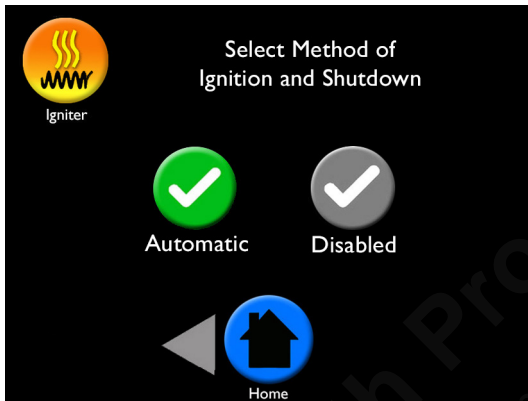 Select Method of
Ignition and Shutdown
Igniter
Automatic
Disabled
Home